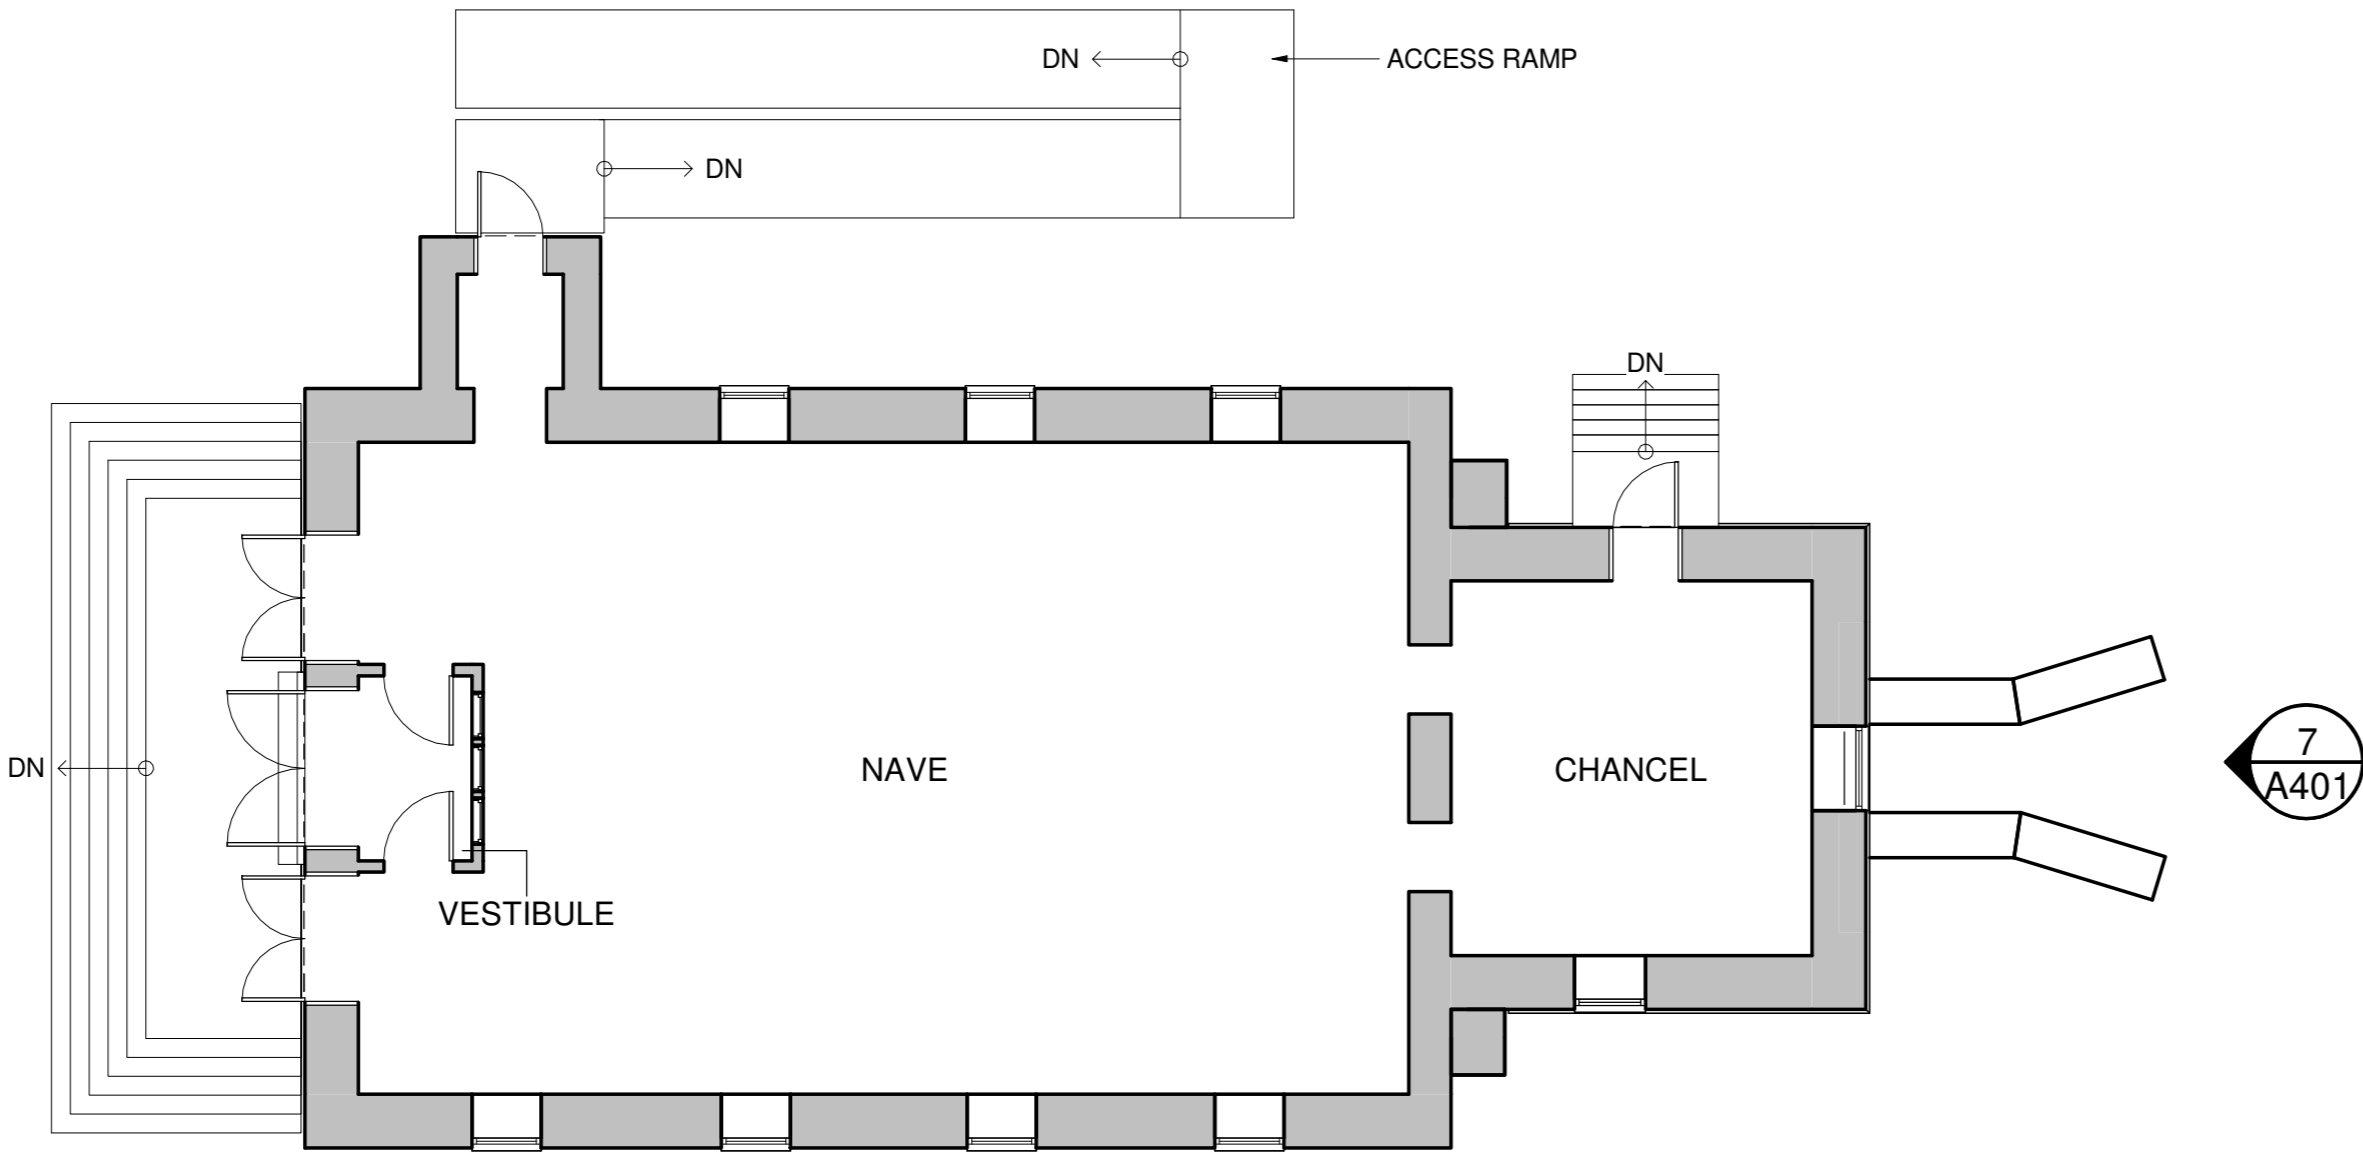 DN
ACCESS RAMP
DN
DN
DN
NAVE
CHANCEL
7
A401
VESTIBULE